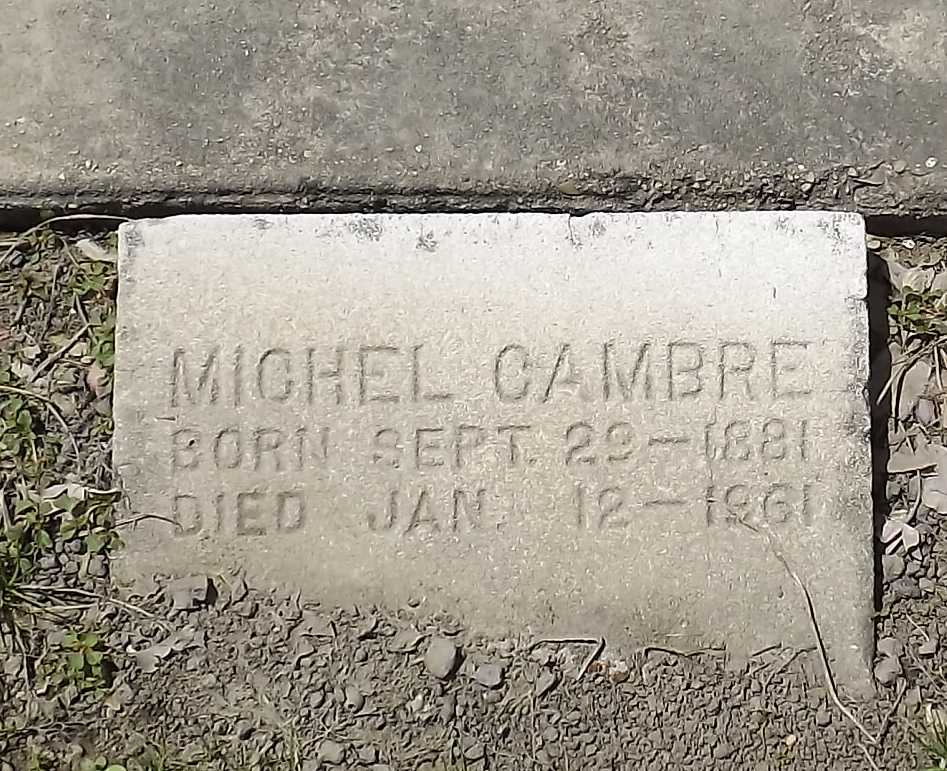 MICHEL CAMBRE
BORN SEPT. 29-1881
DIED JAN. 12-1961